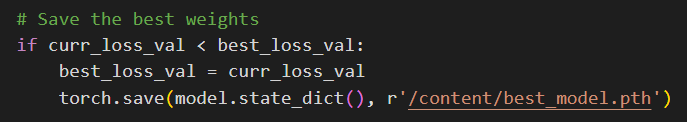 # Save the best weights
if curr_loss_val < best_loss_val:
    best_loss_val = curr_loss_val
    torch.save(model.state_dict(), r'/content/best_model.pth')